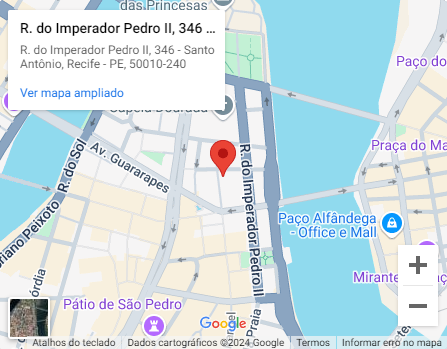 das Princesas
R. do Imperador Pedro II, 346 ...
R. do Imperador Pedro II, 346 - Santo
Antônio, Recife - PE, 50010-240
Ver mapa ampliado
Paço do
Capela Dourada
Praça do Ma
Av. Guararapes
R. do Sol
R. do Imperador Pedro II
Paço Alfândega
- Office e Mall
ariano Peixoto
Mirante
Pátio de São Pedro
Praia
Google
Atalhos do teclado
Dados cartográficos ©2024 Google
Termos
Informar erro no mapa